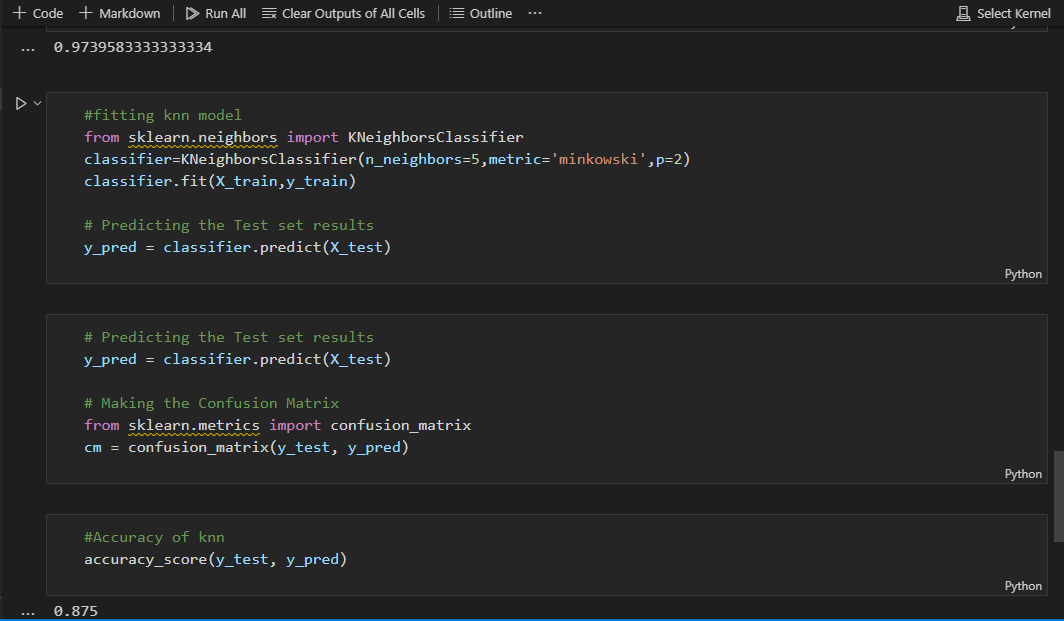 Code Markdown Run All Clear Outputs of All Cells Outline ... Select Kernel
... 0.9739583333333334
#fitting knn model
from sklearn.neighbors import KNeighborsClassifier
classifier=KNeighborsClassifier(n_neighbors=5,metric='minkowski',p=2)
classifier.fit(X_train,y_train)
# Predicting the Test set results
y_pred = classifier.predict(X_test)
Python
# Predicting the Test set results
y_pred = classifier.predict(X_test)
# Making the Confusion Matrix
from sklearn.metrics import confusion_matrix
cm = confusion_matrix(y_test, y_pred)
Python
#Accuracy of knn
accuracy_score(y_test, y_pred)
Python
... 0.875